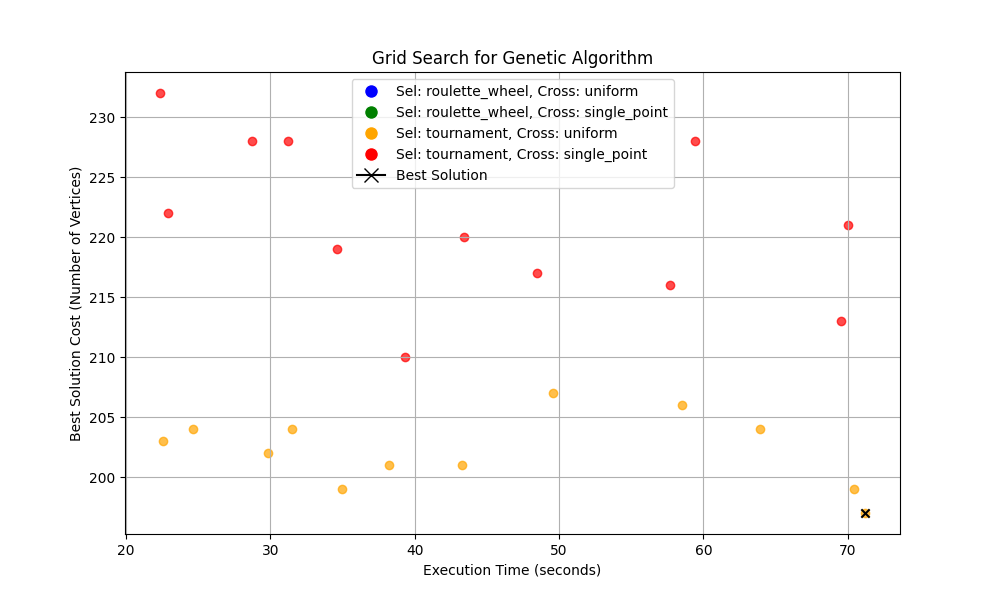 Grid Search for Genetic Algorithm
Sel: roulette_wheel, Cross: uniform
Sel: roulette_wheel, Cross: single_point
Sel: tournament, Cross: uniform
Sel: tournament, Cross: single_point
Best Solution
Best Solution Cost (Number of Vertices)
230
225
220
215
210
205
200
20 30 40 50 60 70
Execution Time (seconds)